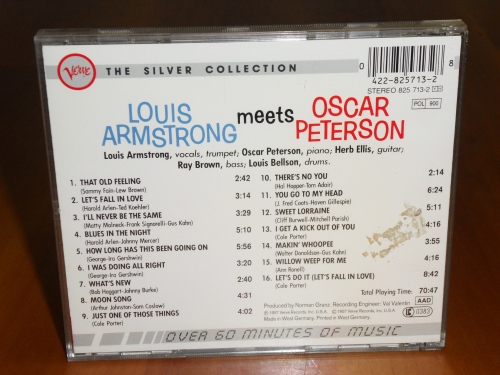 Verve
THE SILVER COLLECTION
0 8
422-825713-2
STEREO 825 713-2
POL 900
LOUIS ARMSTRONG meets OSCAR PETERSON
Louis Armstrong, vocals, trumpet; Oscar Peterson, piano; Herb Ellis, guitar;
Ray Brown, bass; Louis Bellson, drums.
1. THAT OLD FEELING 2:42
(Sammy Fain-Lew Brown)
2. LET'S FALL IN LOVE 3:14
(Harold Arlen-Ted Koehler)
3. I'LL NEVER BE THE SAME 3:29
(Matty Malneck-Frank Signorelli-Gus Kahn)
4. BLUES IN THE NIGHT 5:10
(Harold Arlen-Johnny Mercer)
5. HOW LONG HAS THIS BEEN GOING ON 5:56
(George-Ira Gershwin)
6. I WAS DOING ALL RIGHT 3:21
(George-Ira Gershwin)
7. WHAT'S NEW 2:40
(Bob Haggart-Johnny Burke)
8. MOON SONG 4:31
(Arthur Johnston-Sam Coslow)
9. JUST ONE OF THOSE THINGS 4:02
(Cole Porter)
10. THERE'S NO YOU 2:14
(Hal Hopper-Tom Adair)
11. YOU GO TO MY HEAD 6:24
(J. Fred Coots-Haven Gillespie)
12. SWEET LORRAINE 5:11
(Cliff Burwell-Mitchell Parish)
13. I GET A KICK OUT OF YOU 4:16
(Cole Porter)
14. MAKIN' WHOOPEE 3:55
(Walter Donaldson-Gus Kahn)
15. WILLOW WEEP FOR ME 4:16
(Ann Ronell)
16. LET'S DO IT (LET'S FALL IN LOVE) 8:42
(Cole Porter)
Total Playing Time: 70:47
Produced by Norman Granz. Recording Engineer: Val Valentin
AAD
Made in West Germany. Printed in West Germany.
LC 0383
OVER 60 MINUTES OF MUSIC